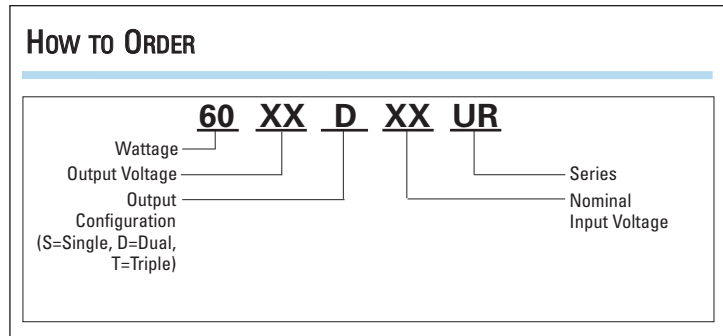 HOW TO ORDER
60 XX D XX UR
Wattage
Output Voltage
Output
Configuration
(S=Single, D=Dual,
T=Triple)
Series
Nominal
Input Voltage